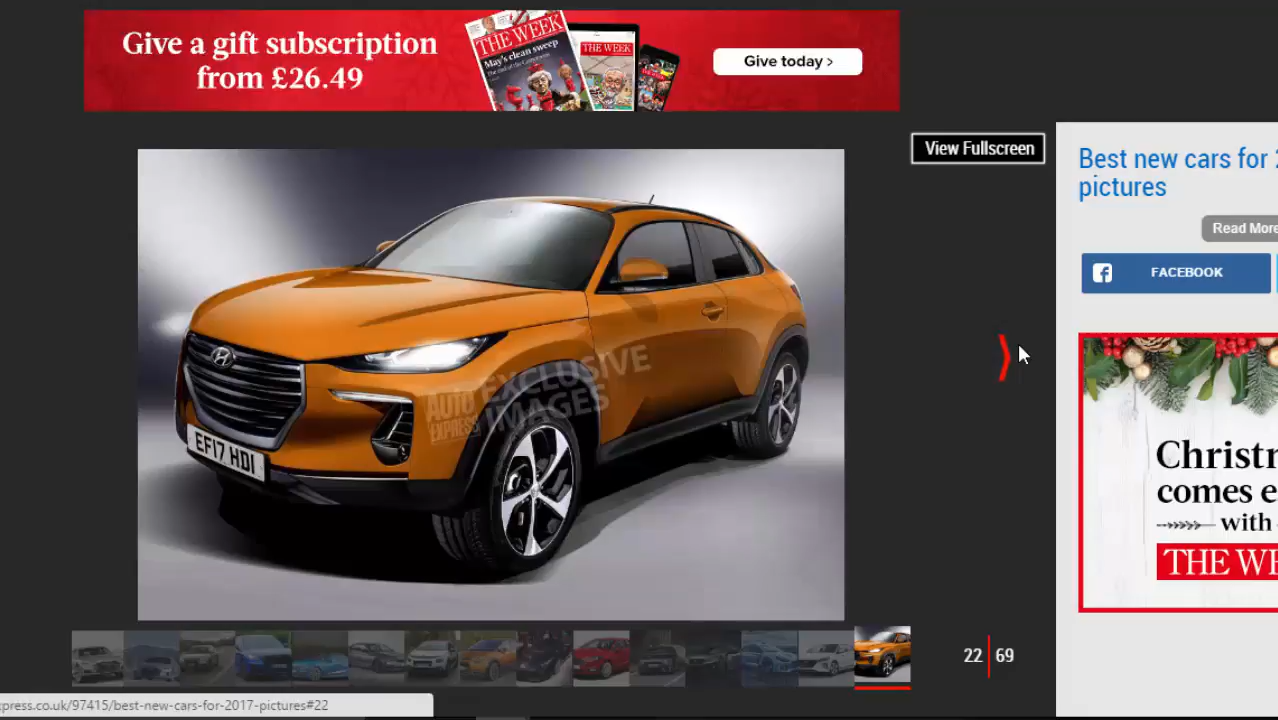 Give a gift subscription
from £26.49
THE WEEK
May's clean sweep
THE WEEK
Give today >
View Fullscreen
Best new cars for 2
pictures
Read More
FACEBOOK
AUTO
EXPRESS
EXCLUSIVE
IMAGES
EF17 HDI
Christm
comes e
with
THE WE
22 69
xpress.co.uk/97415/best-new-cars-for-2017-pictures#22